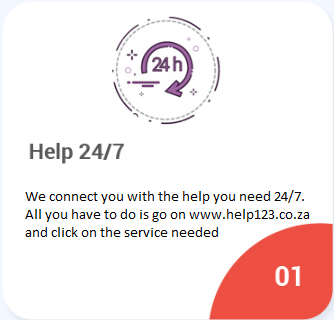 24h
Help 24/7
We connect you with the help you need 24/7.
All you have to do is go on www.help123.co.za
and click on the service needed
01